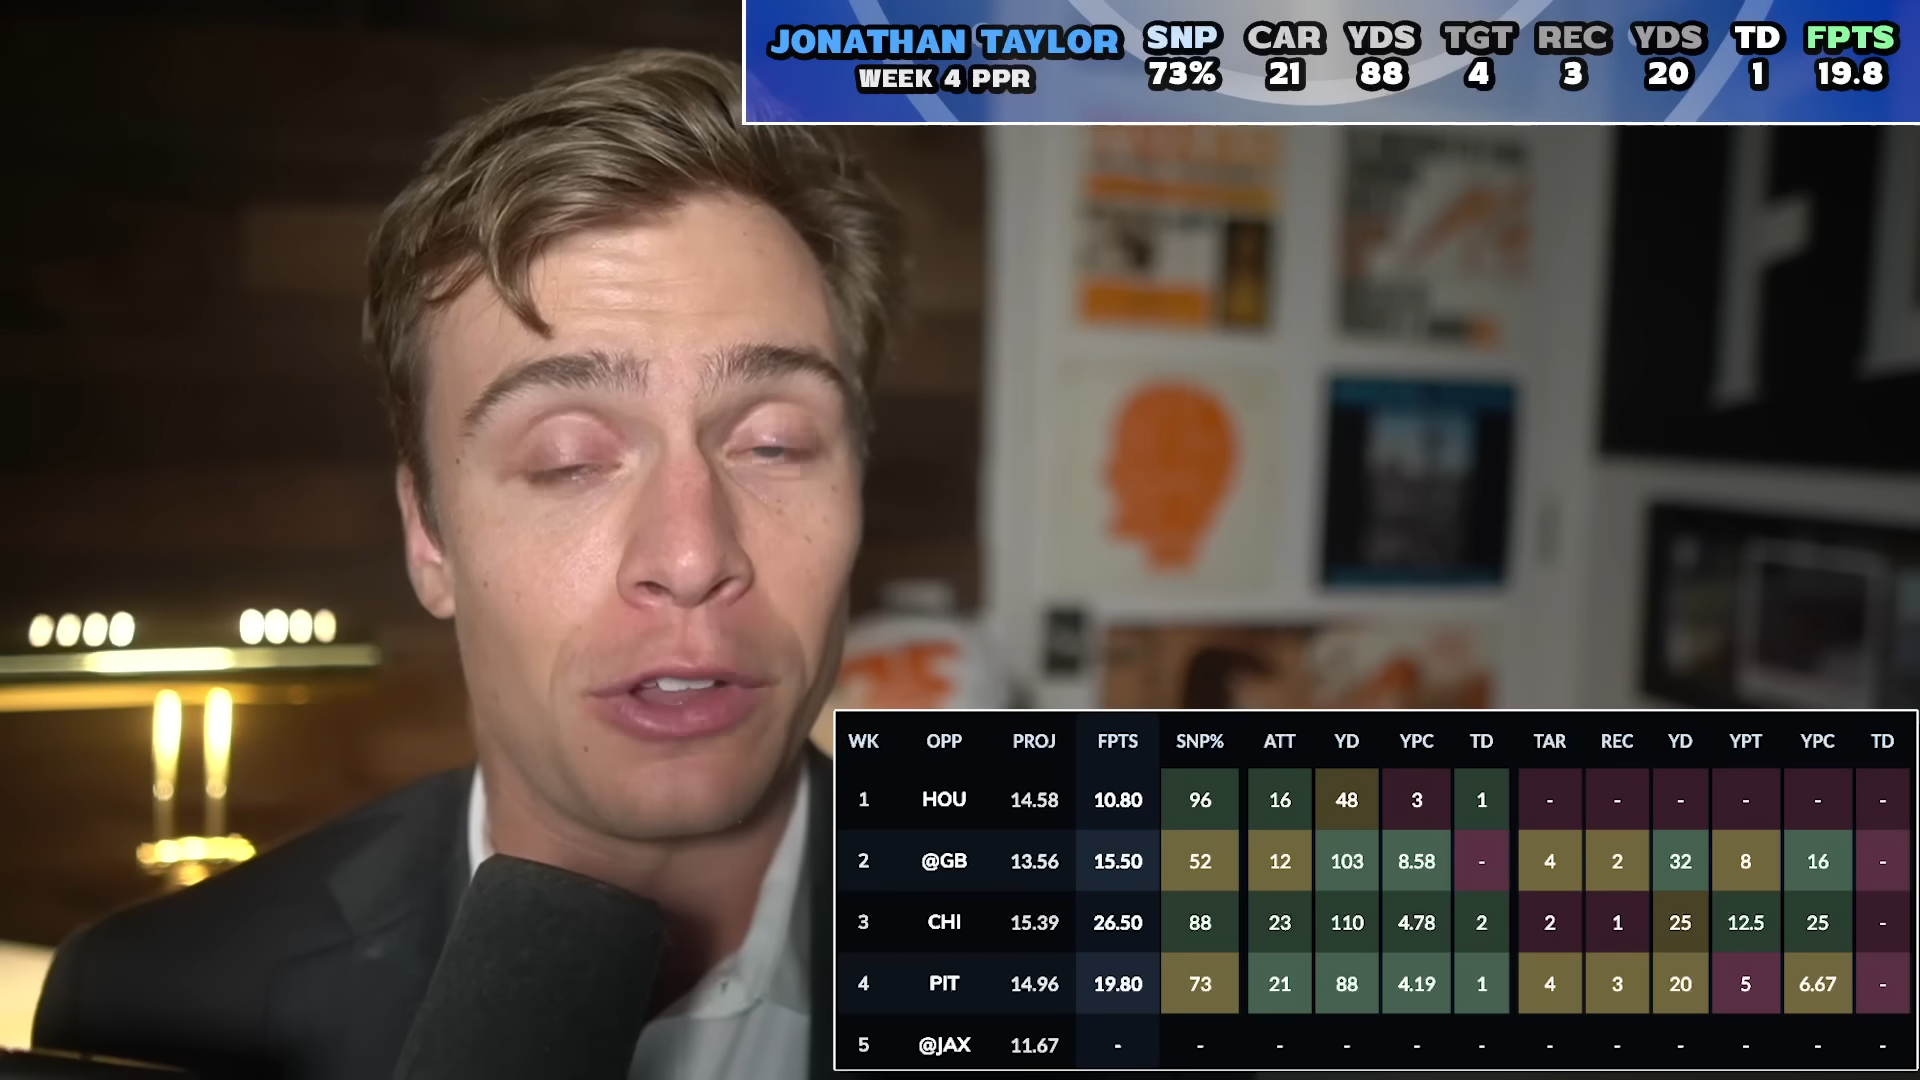 JONATHAN TAYLOR SNP CAR YDS TGT REC YDS TD FPTS
WEEK 4 PPR 73% 21 88 4 3 20 1 19.8
WK OPP PROJ FPTS SNP% ATT YD YPC TD TAR REC YD YPT YPC TD
1 HOU 14.58 10.80 96 16 48 3 1 - - - - - -
2 @GB 13.56 15.50 52 12 103 8.58 - 4 2 32 8 16 -
3 CHI 15.39 26.50 88 23 110 4.78 2 2 1 25 12.5 25 -
4 PIT 14.96 19.80 73 21 88 4.19 1 4 3 20 5 6.67 -
5 @JAX 11.67 - - - - - - - - - - - -